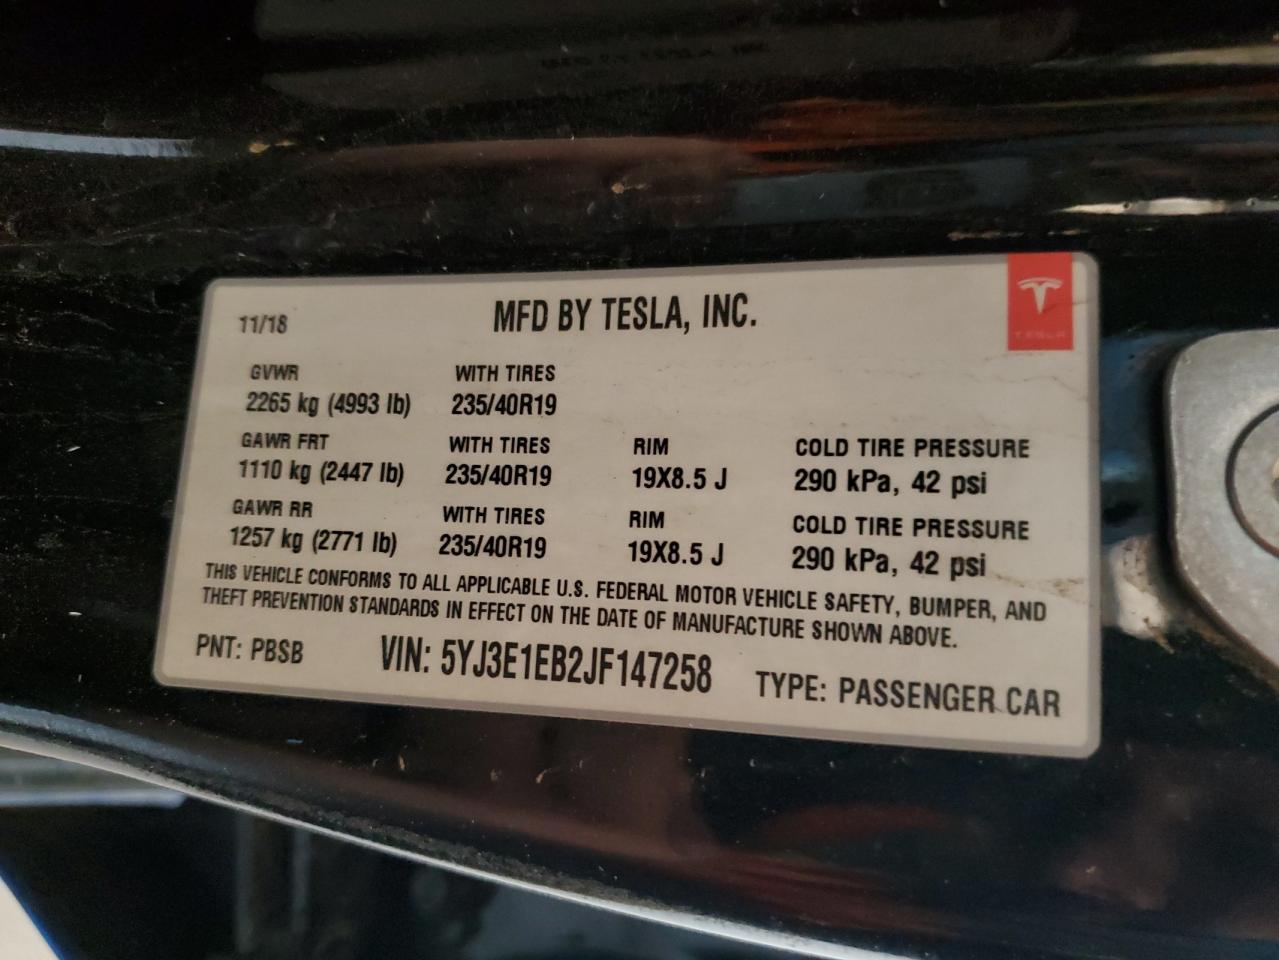 11/18 MFD BY TESLA, INC.
TESLA
GVWR WITH TIRES
2265 kg (4993 lb) 235/40R19
GAWR FRT WITH TIRES RIM COLD TIRE PRESSURE
1110 kg (2447 lb) 235/40R19 19X8.5 J 290 kPa, 42 psi
GAWR RR WITH TIRES RIM COLD TIRE PRESSURE
1257 kg (2771 lb) 235/40R19 19X8.5 J 290 kPa, 42 psi
THIS VEHICLE CONFORMS TO ALL APPLICABLE U.S. FEDERAL MOTOR VEHICLE SAFETY, BUMPER, AND
THEFT PREVENTION STANDARDS IN EFFECT ON THE DATE OF MANUFACTURE SHOWN ABOVE.
PNT: PBSB VIN: 5YJ3E1EB2JF147258 TYPE: PASSENGER CAR